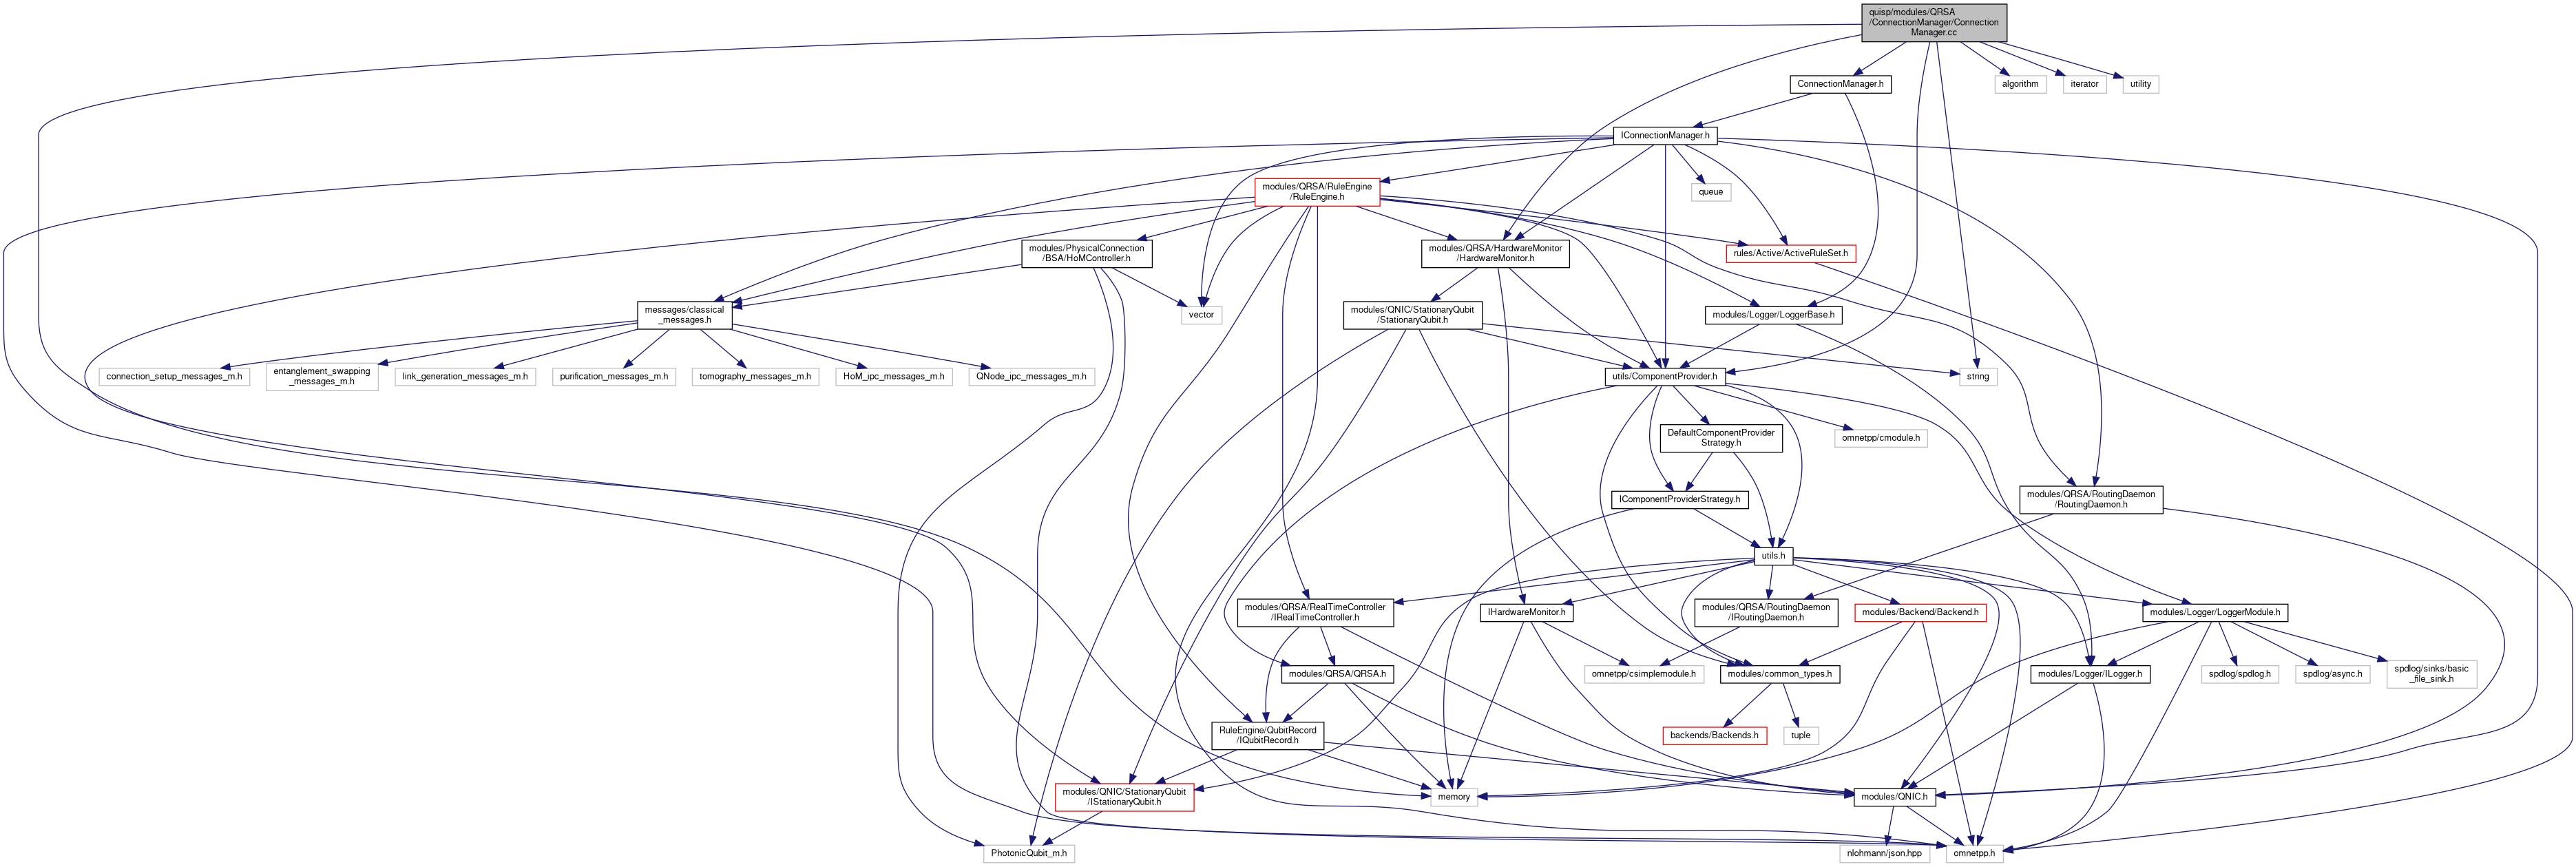 quisp/modules/QRSA
/ConnectionManager/Connection
Manager.cc
ConnectionManager.h
algorithm
iterator
utility
IConnectionManager.h
modules/QRSA/RuleEngine
/RuleEngine.h
queue
modules/PhysicalConnection
/BSA/HoMController.h
modules/QRSA/HardwareMonitor
/HardwareMonitor.h
rules/Active/ActiveRuleSet.h
messages/classical
_messages.h
vector
modules/QNIC/StationaryQubit
/StationaryQubit.h
modules/Logger/LoggerBase.h
connection_setup_messages_m.h
entanglement_swapping
_messages_m.h
link_generation_messages_m.h
purification_messages_m.h
tomography_messages_m.h
HoM_ipc_messages_m.h
QNode_ipc_messages_m.h
utils/ComponentProvider.h
string
DefaultComponentProvider
Strategy.h
omnetpp/cmodule.h
IComponentProviderStrategy.h
modules/QRSA/RoutingDaemon
/RoutingDaemon.h
utils.h
modules/QRSA/RealTimeController
/IRealTimeController.h
IHardwareMonitor.h
modules/QRSA/RoutingDaemon
/IRoutingDaemon.h
modules/Backend/Backend.h
modules/Logger/LoggerModule.h
modules/QRSA/QRSA.h
omnetpp/csimplemodule.h
modules/common_types.h
modules/Logger/ILogger.h
spdlog/spdlog.h
spdlog/async.h
spdlog/sinks/basic
_file_sink.h
RuleEngine/QubitRecord
/IQubitRecord.h
backends/Backends.h
tuple
modules/QNIC/StationaryQubit
/IStationaryQubit.h
memory
modules/QNIC.h
PhotonicQubit_m.h
nlohmann/json.hpp
omnetpp.h